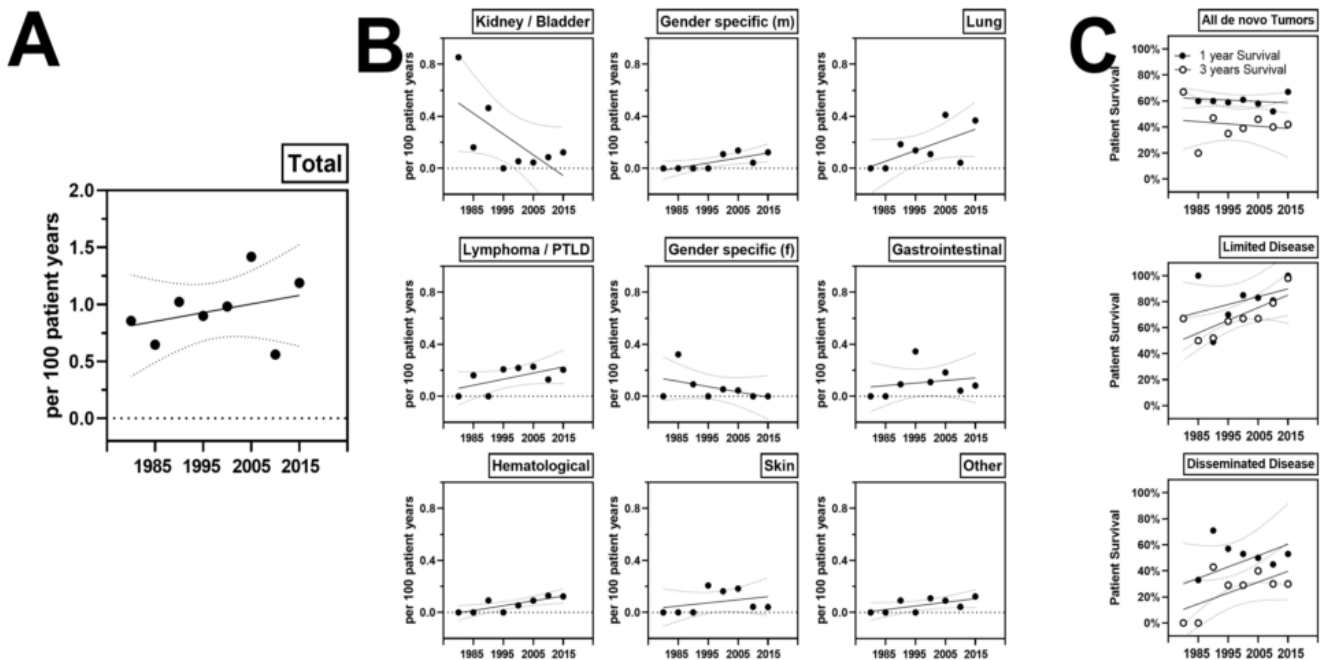 A
Total
per 100 patient years
2.0
1.5
1.0
0.5
0.0
1985 1995 2005 2015
B
Kidney / Bladder
per 100 patient years
0.8
0.4
0.0
1985 1995 2005 2015
Gender specific (m)
per 100 patient years
0.8
0.4
0.0
1985 1995 2005 2015
Lung
per 100 patient years
0.8
0.4
0.0
1985 1995 2005 2015
Lymphoma / PTLD
per 100 patient years
0.8
0.4
0.0
1985 1995 2005 2015
Gender specific (f)
per 100 patient years
0.8
0.4
0.0
1985 1995 2005 2015
Gastrointestinal
per 100 patient years
0.8
0.4
0.0
1985 1995 2005 2015
Hematological
per 100 patient years
0.8
0.4
0.0
1985 1995 2005 2015
Skin
per 100 patient years
0.8
0.4
0.0
1985 1995 2005 2015
Other
per 100 patient years
0.8
0.4
0.0
1985 1995 2005 2015
C
All de novo Tumors
Patient Survival
100%
80%
60%
40%
20%
0%
1 year Survival
3 years Survival
1985 1995 2005 2015
Limited Disease
Patient Survival
100%
80%
60%
40%
20%
0%
1985 1995 2005 2015
Disseminated Disease
Patient Survival
100%
80%
60%
40%
20%
0%
1985 1995 2005 2015